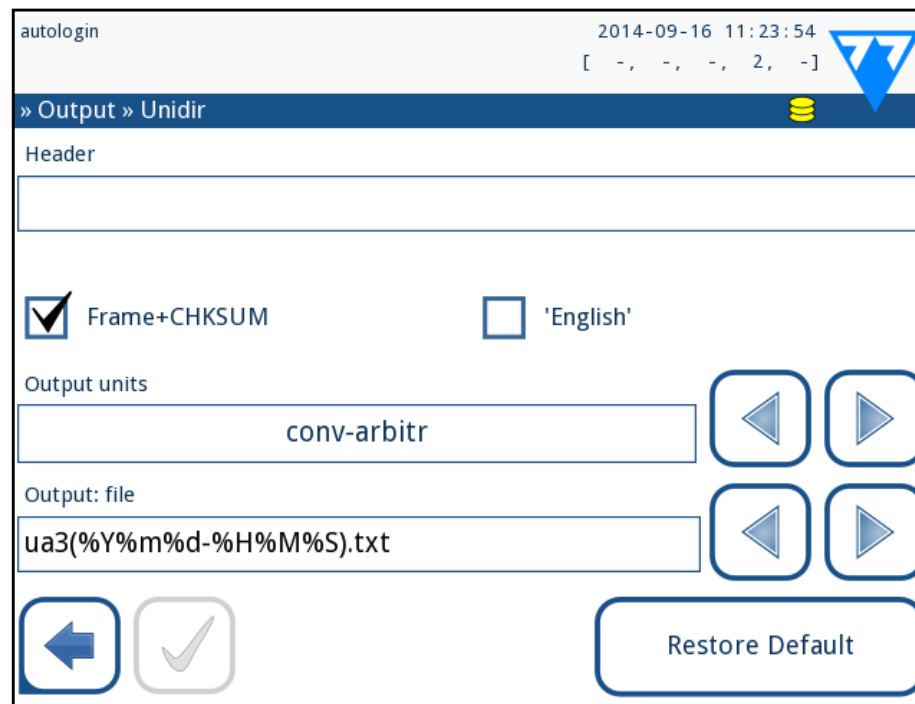 autologin
2014-09-16 11:23:54
[ -, -, -, 2, -]
» Output » Unidir
Header
Frame+CHKSUM
'English'
Output units
conv-arbitr
Output: file
ua3(%Y%m%d-%H%M%S).txt
Restore Default